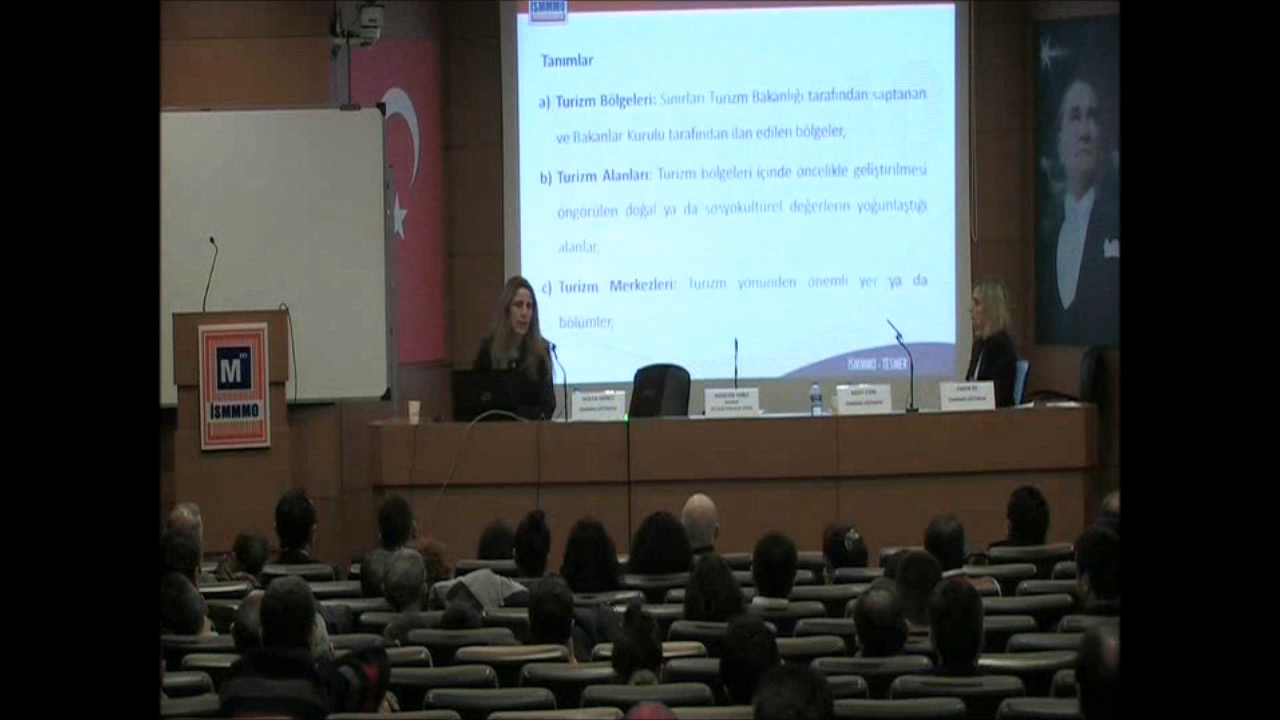 İSMMMO
Tanımlar
a) Turizm Bölgeleri: Sınırları Turizm Bakanlığı tarafından saptanan
ve Bakanlar Kurulu tarafından ilan edilen bölgeler,
b) Turizm Alanları: Turizm bölgeleri içinde öncelikle geliştirilmesi
öngörülen doğal ya da sosyokültürel değerlerin yoğunlaştığı
alanlar,
c) Turizm Merkezleri: Turizm yönünden önemli yer ya da
bölümler,
İSMMMO - TESMER
M
İSMMMO